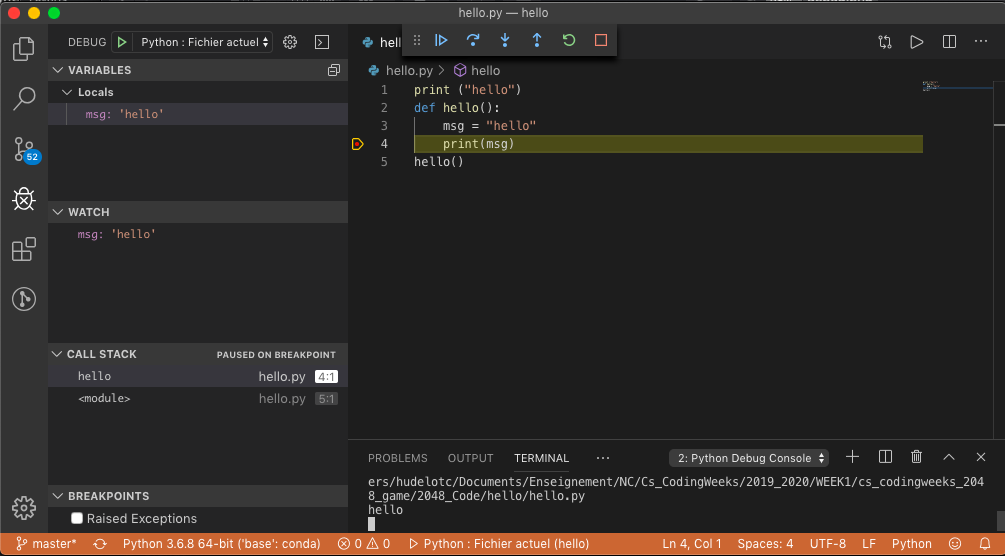 hello.py — hello
DEBUG Python : Fichier actuel
VARIABLES
Locals
msg: 'hello'
52
WATCH
msg: 'hello'
CALL STACK PAUSED ON BREAKPOINT
hello hello.py 4:1
<module> hello.py 5:1
BREAKPOINTS
Raised Exceptions
hell
hello.py > hello
1 print ("hello")
2 def hello():
3 msg = "hello"
4 print(msg)
5 hello()
PROBLEMS OUTPUT TERMINAL ··· 2: Python Debug Console
ers/hudelotc/Documents/Enseignement/NC/Cs_CodingWeeks/2019_2020/WEEK1/cs_codingweeks_204
8_game/2048_Code/hello/hello.py
hello
master* Python 3.6.8 64-bit ('base': conda) 0 0 Python : Fichier actuel (hello) Ln 4, Col 1 Spaces: 4 UTF-8 LF Python